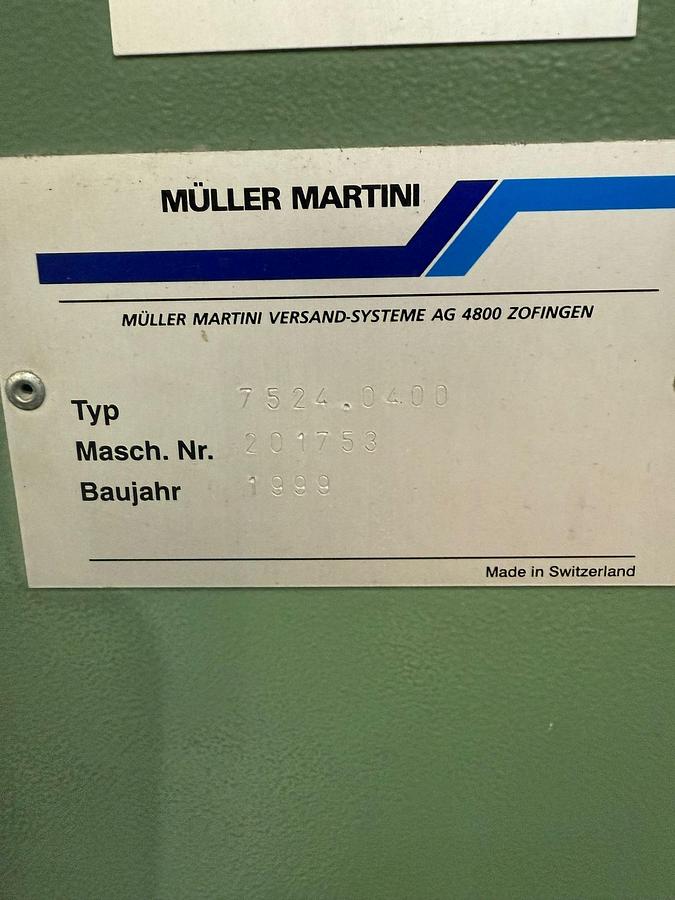 MÜLLER MARTINI
MÜLLER MARTINI VERSAND-SYSTEME AG 4800 ZOFINGEN
Typ 7524.0400
Masch. Nr. 201753
Baujahr 1999
Made in Switzerland